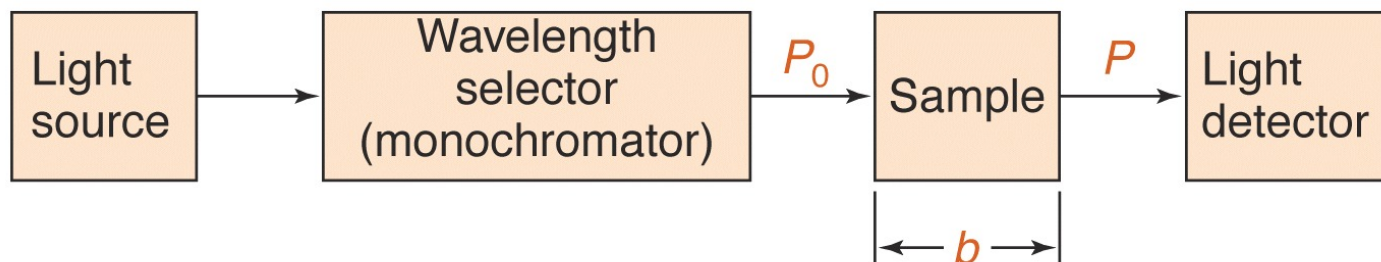 Light
source
Wavelength
selector
(monochromator)
P₀
Sample
P
Light
detector
b